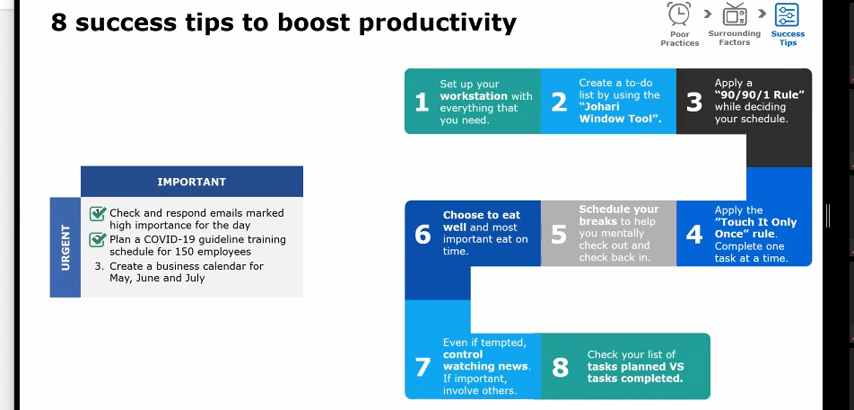 8 success tips to boost productivity
Poor
Practices
Surrounding
Factors
Success
Tips
1
Set up your
workstation with
everything that
you need.
2
Create a to-do
list by using the
“Johari
Window Tool”.
3
Apply a
“90/90/1 Rule”
while deciding
your schedule.
IMPORTANT
URGENT
Check and respond emails marked
high importance for the day
Plan a COVID-19 guideline training
schedule for 150 employees
3. Create a business calendar for
May, June and July
6
Choose to eat
well and most
important eat on
time.
5
Schedule your
breaks to help
you mentally
check out and
check back in.
4
Apply the
“Touch It Only
Once” rule.
Complete one
task at a time.
7
Even if tempted,
control
watching news.
If important,
involve others.
8
Check your list of
tasks planned VS
tasks completed.